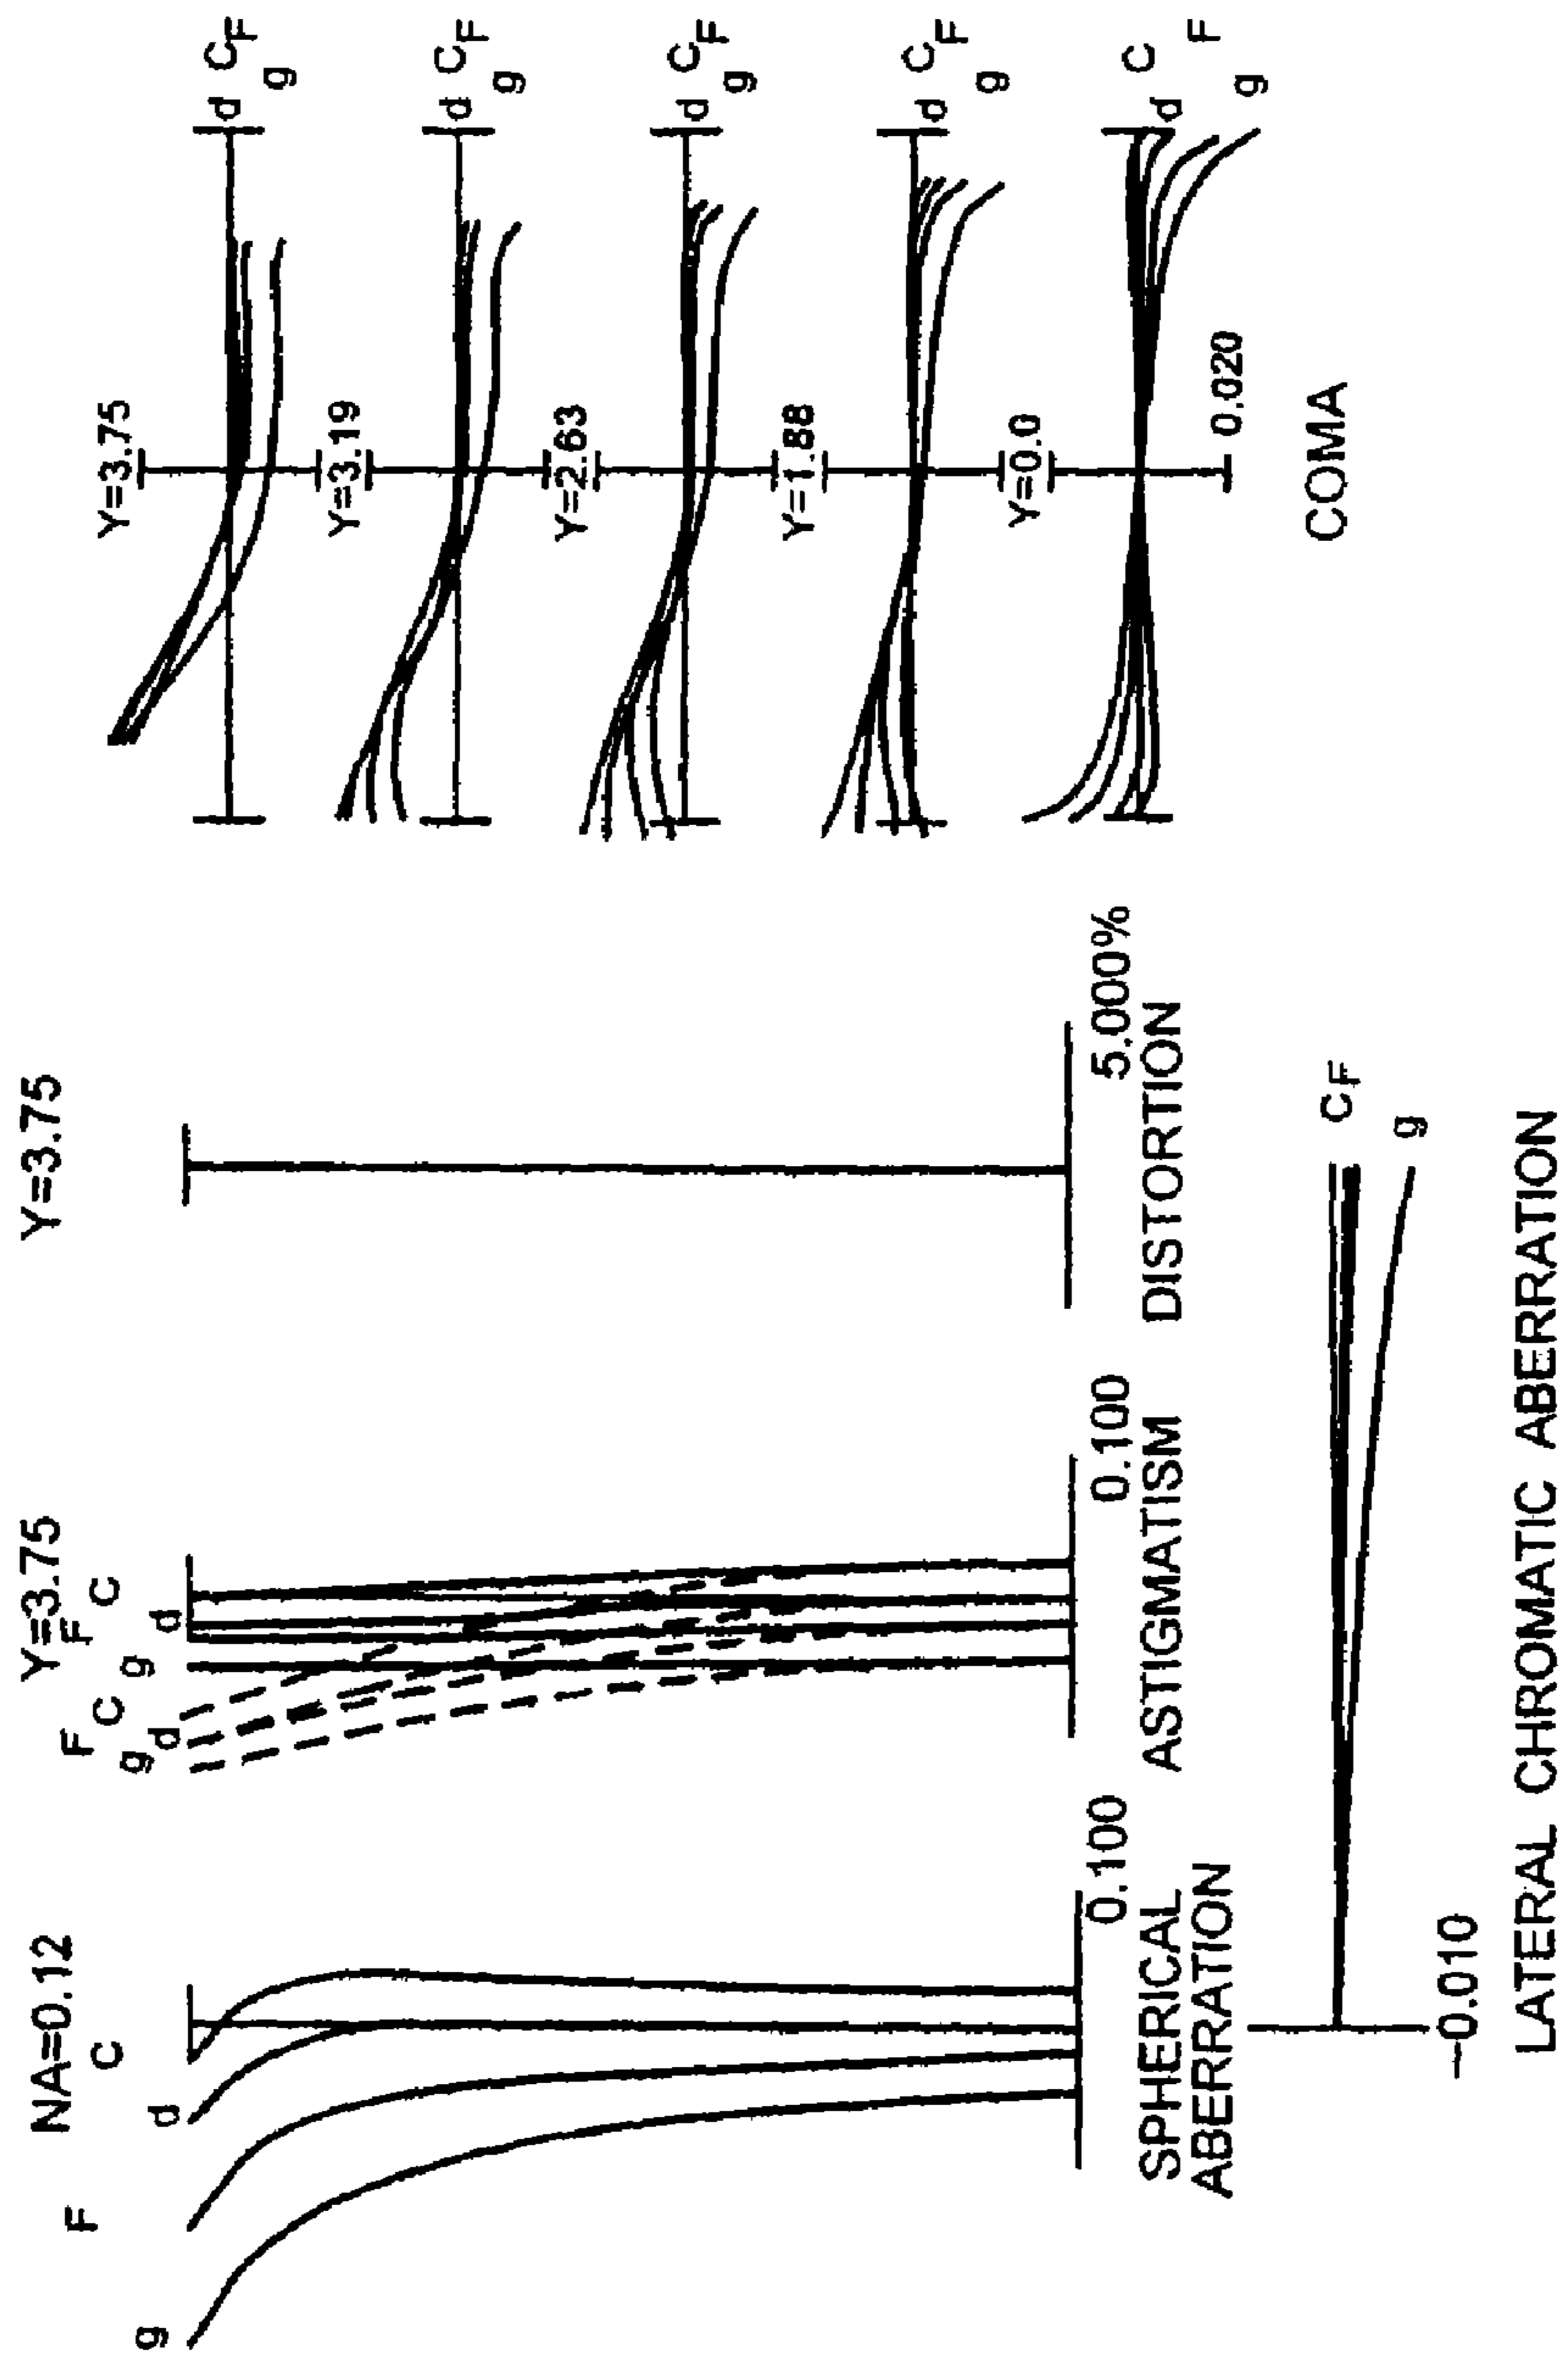 NA=0.12
C
d
F
g
0.100
SPHERICAL
ABERRATION
Y=3.75
F C
d
F C g
g d
0.100
ASTIGMATISM
Y=3.75
5.000%
DISTORTION
Y=3.75
C F
d g
Y=3.19
C F
d g
Y=2.63
C F
d g
Y=1.88
C F
d g
Y=0.0
C
F
d
g
0.020
COMA
C F
g
-0.010
LATERAL CHROMATIC ABERRATION